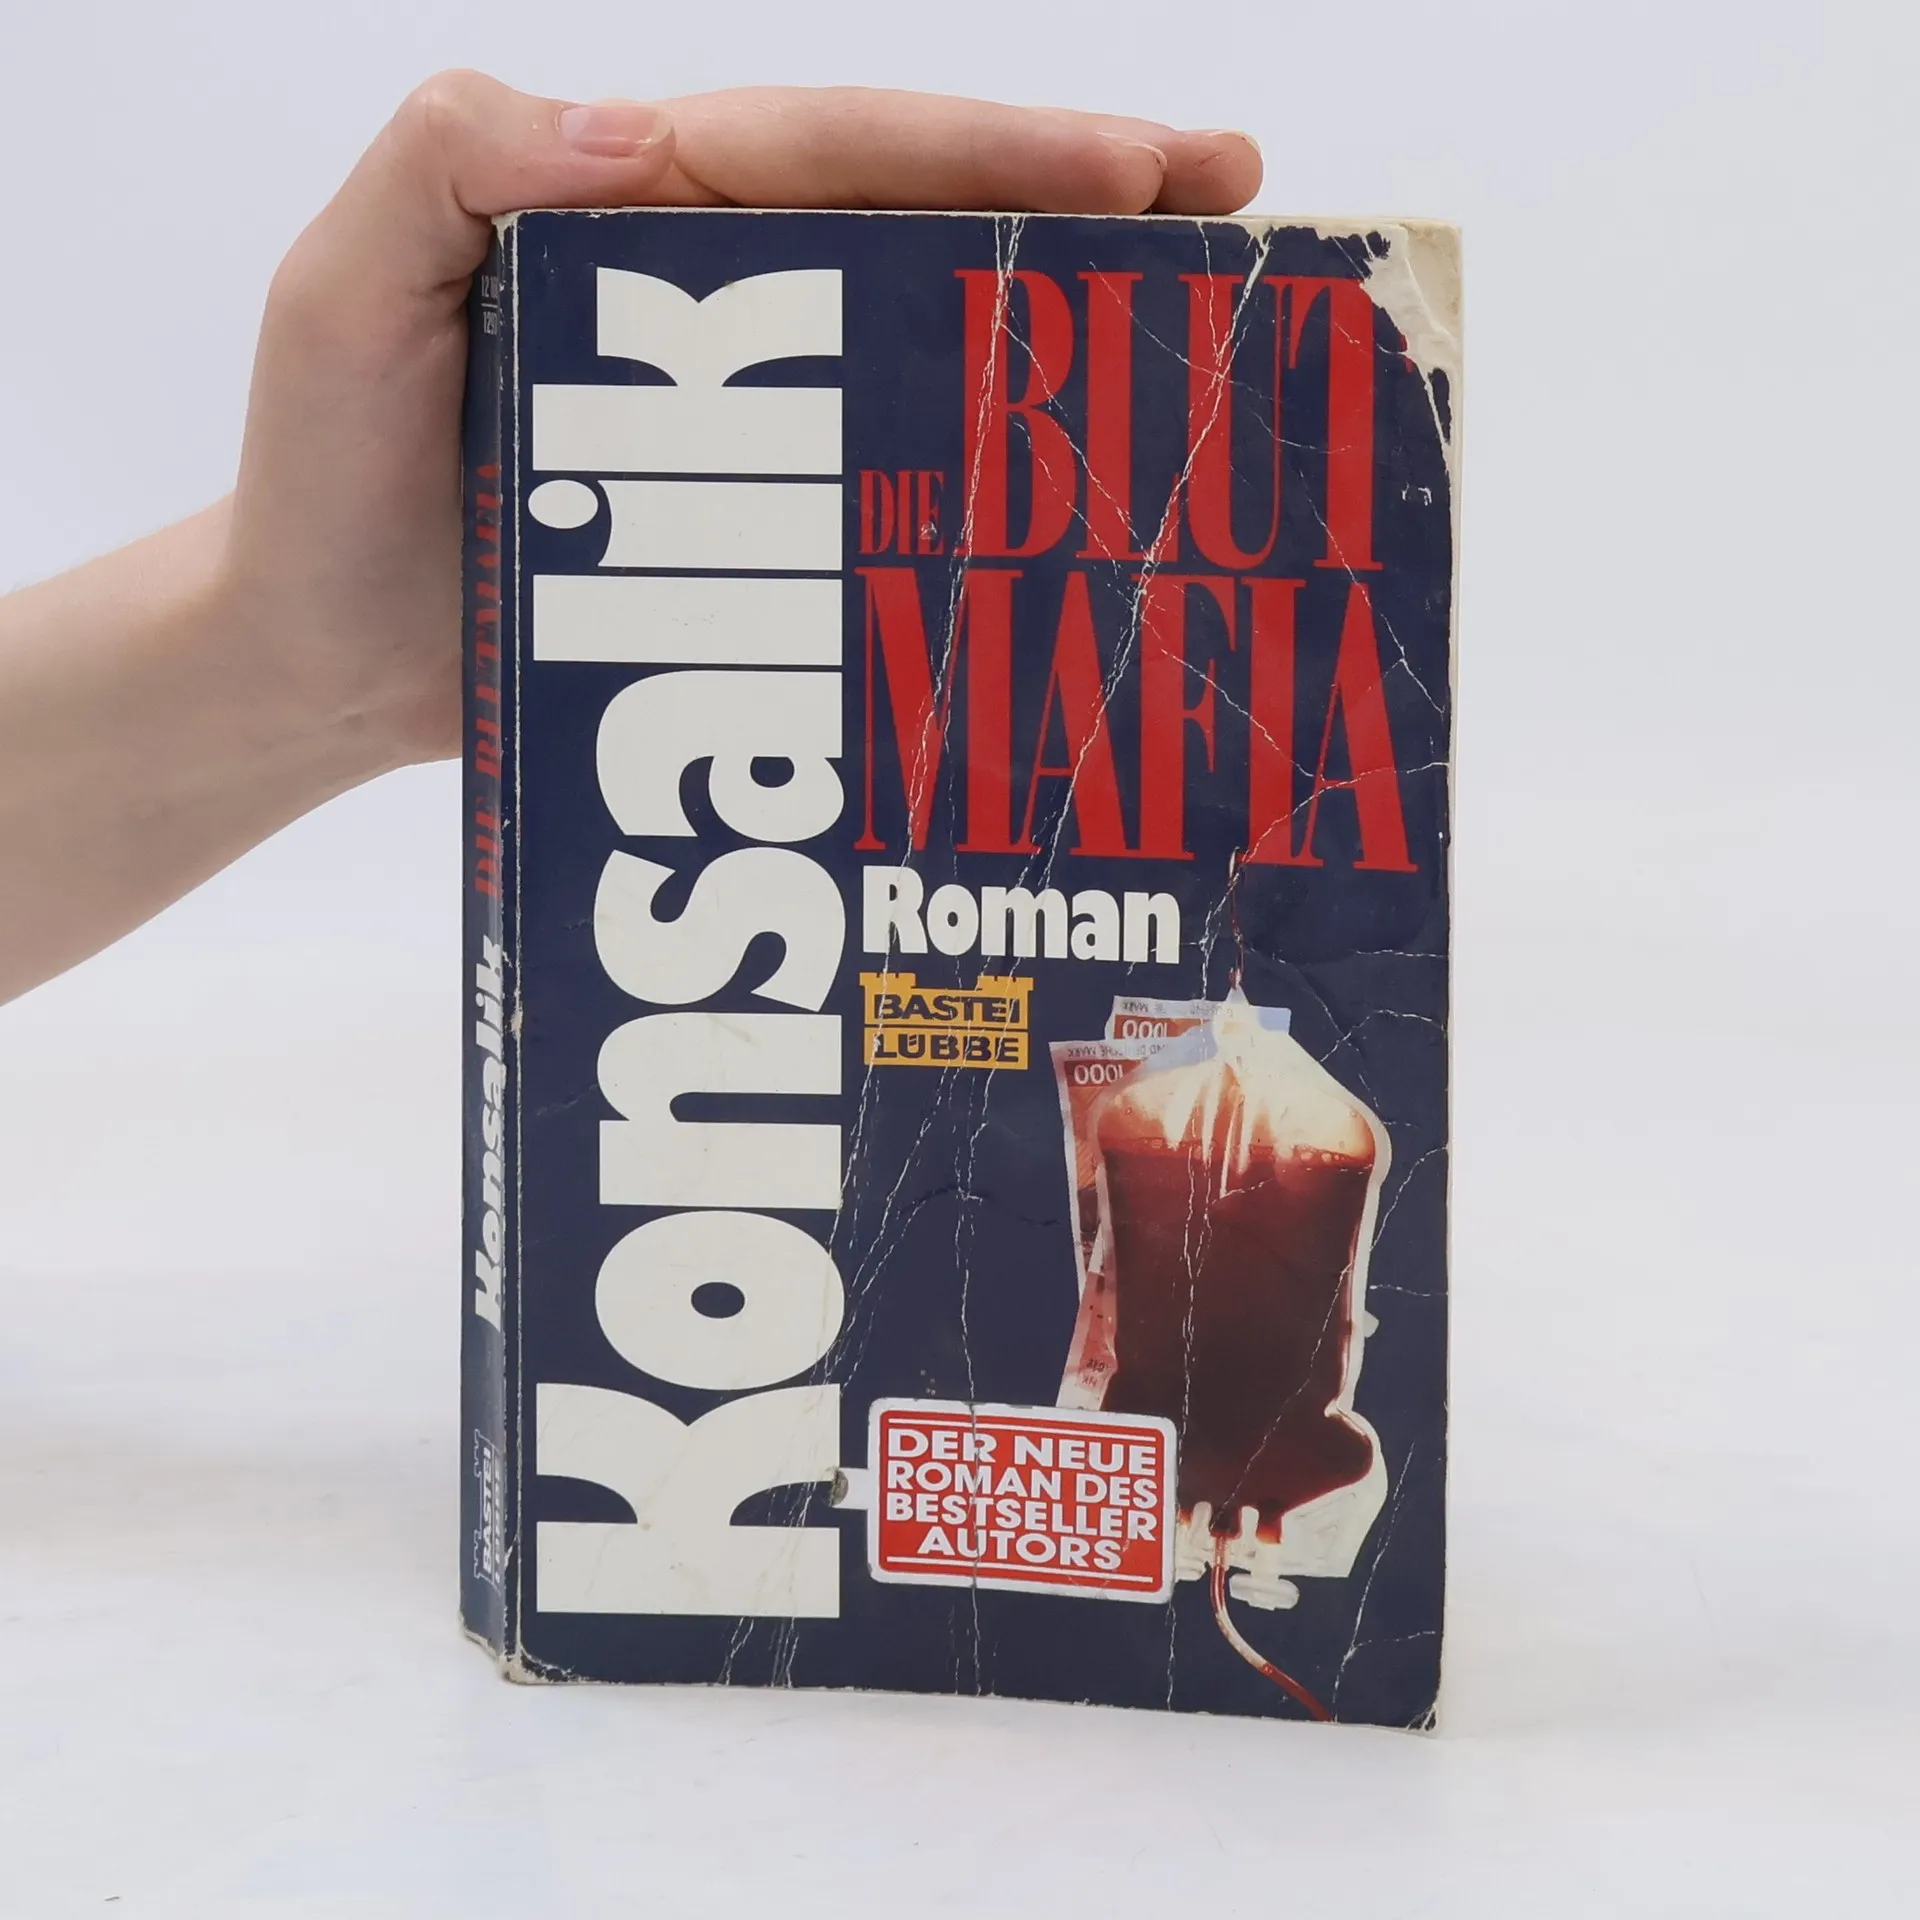 Konsalik
DIE BLUT
MAFIA
Roman
BASTEI
LÜBBE
1000
1000
DER NEUE
ROMAN DES
BESTSELLER
AUTORS
Konsalik DIE BLUTMAFIA
BASTEI
LÜBBE